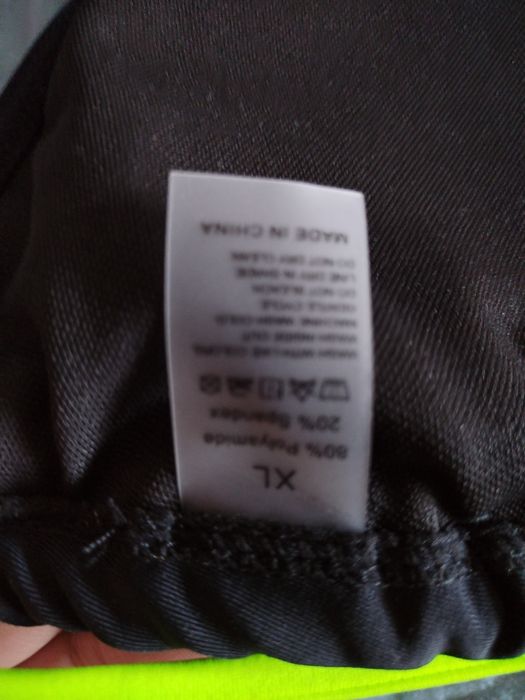 XL
80% Polyamide
20% Spandex
WASH WITH LIKE COLORS,
WASH INSIDE OUT
MACHINE WASH COLD
GENTLE CYCLE
DO NOT BLEACH,
LINE DRY IN SHADE,
DO NOT DRY CLEAN.
MADE IN CHINA